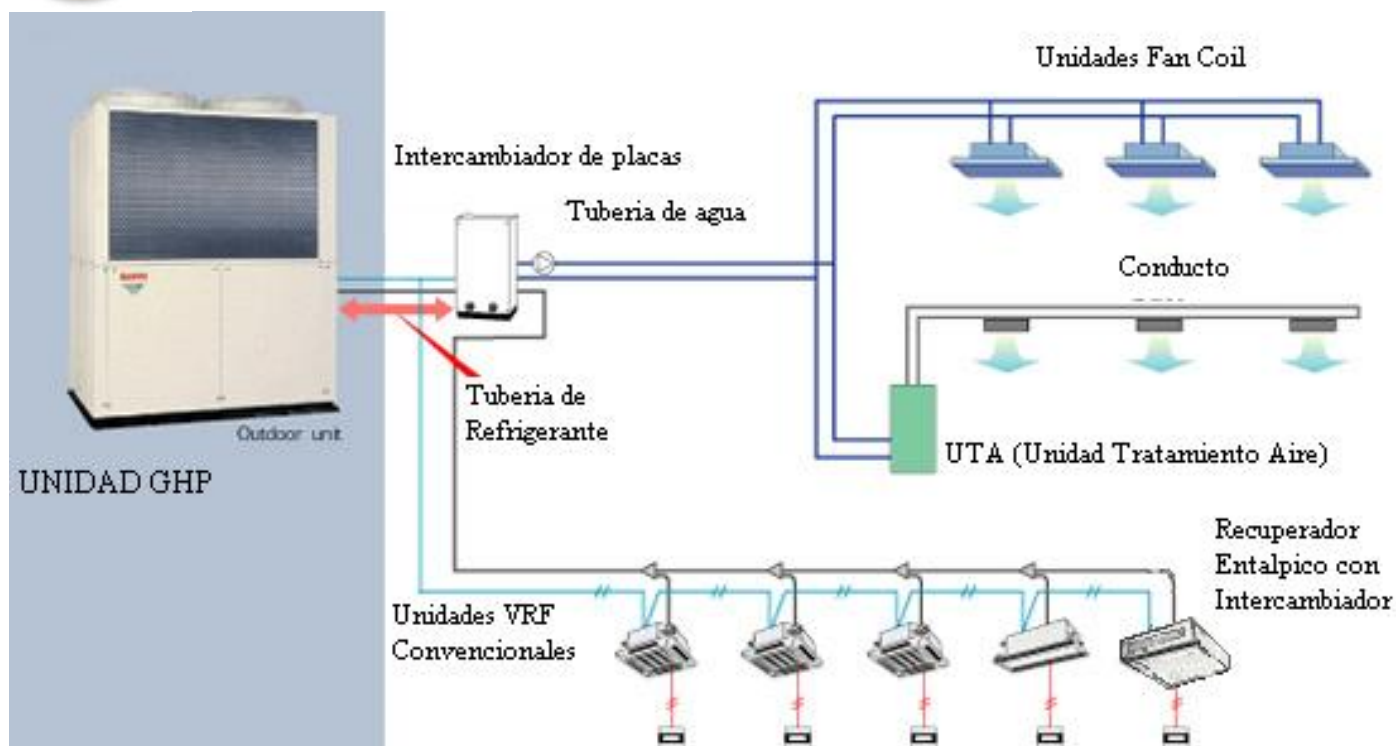 Unidades Fan Coil
Intercambiador de placas
Tuberia de agua
Conducto
Tuberia de
Refrigerante
Outdoor unit
UNIDAD GHP
UTA (Unidad Tratamiento Aire)
Recuperador
Entalpico con
Intercambiador
Unidades VRF
Convencionales